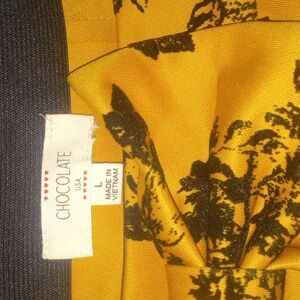 CHOCOLATE
USA
L
MADE IN
VIETNAM